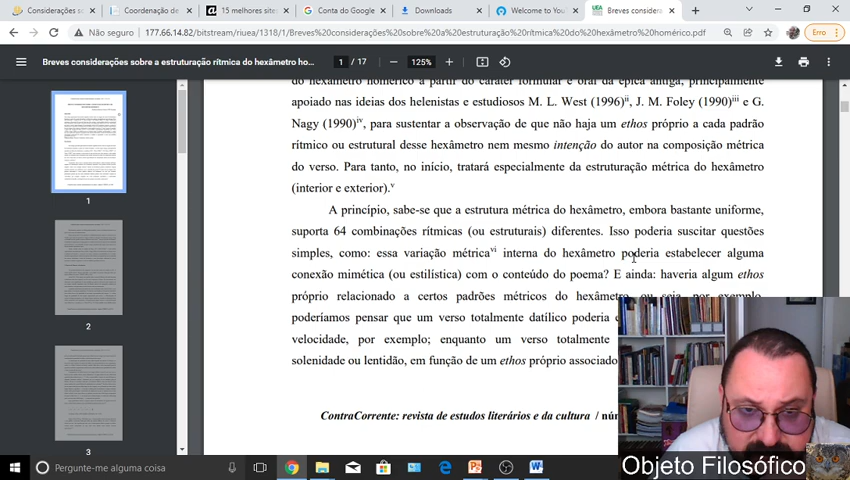 Considerações so
Coordenação de
15 melhores sites
Conta do Google
Downloads
Welcome to You
Breves considera
Não seguro
177.66.14.82/bitstream/riuea/1318/1/Breves%20considerações%20sobre%20a%20estruturação%20rítmica%20do%20hexâmetro%20homérico.pdf
Erro
Breves considerações sobre a estruturação rítmica do hexâmetro ho...
1 / 17
125%
do hexâmetro homérico a partir do caráter formular e oral da épica antiga, principalmente
apoiado nas ideias dos helenistas e estudiosos M. L. West (1996)ii, J. M. Foley (1990)iii e G.
Nagy (1990)iv, para sustentar a observação de que não haja um ethos próprio a cada padrão
rítmico ou estrutural desse hexâmetro nem mesmo intenção do autor na composição métrica
do verso. Para tanto, no início, tratará especialmente da estruturação métrica do hexâmetro
(interior e exterior).v
A princípio, sabe-se que a estrutura métrica do hexâmetro, embora bastante uniforme,
suporta 64 combinações rítmicas (ou estruturais) diferentes. Isso poderia suscitar questões
simples, como: essa variação métricavi interna do hexâmetro poderia estabelecer alguma
conexão mimética (ou estilística) com o conteúdo do poema? E ainda: haveria algum ethos
próprio relacionado a certos padrões métricos do hexâmetro, ou seja, por exemplo,
poderíamos pensar que um verso totalmente datílico poderia
velocidade, por exemplo; enquanto um verso totalmente
solenidade ou lentidão, em função de um ethos próprio associado
ContraCorrente: revista de estudos literários e da cultura /
1
2
3
Pergunte-me alguma coisa
Objeto Filosófico